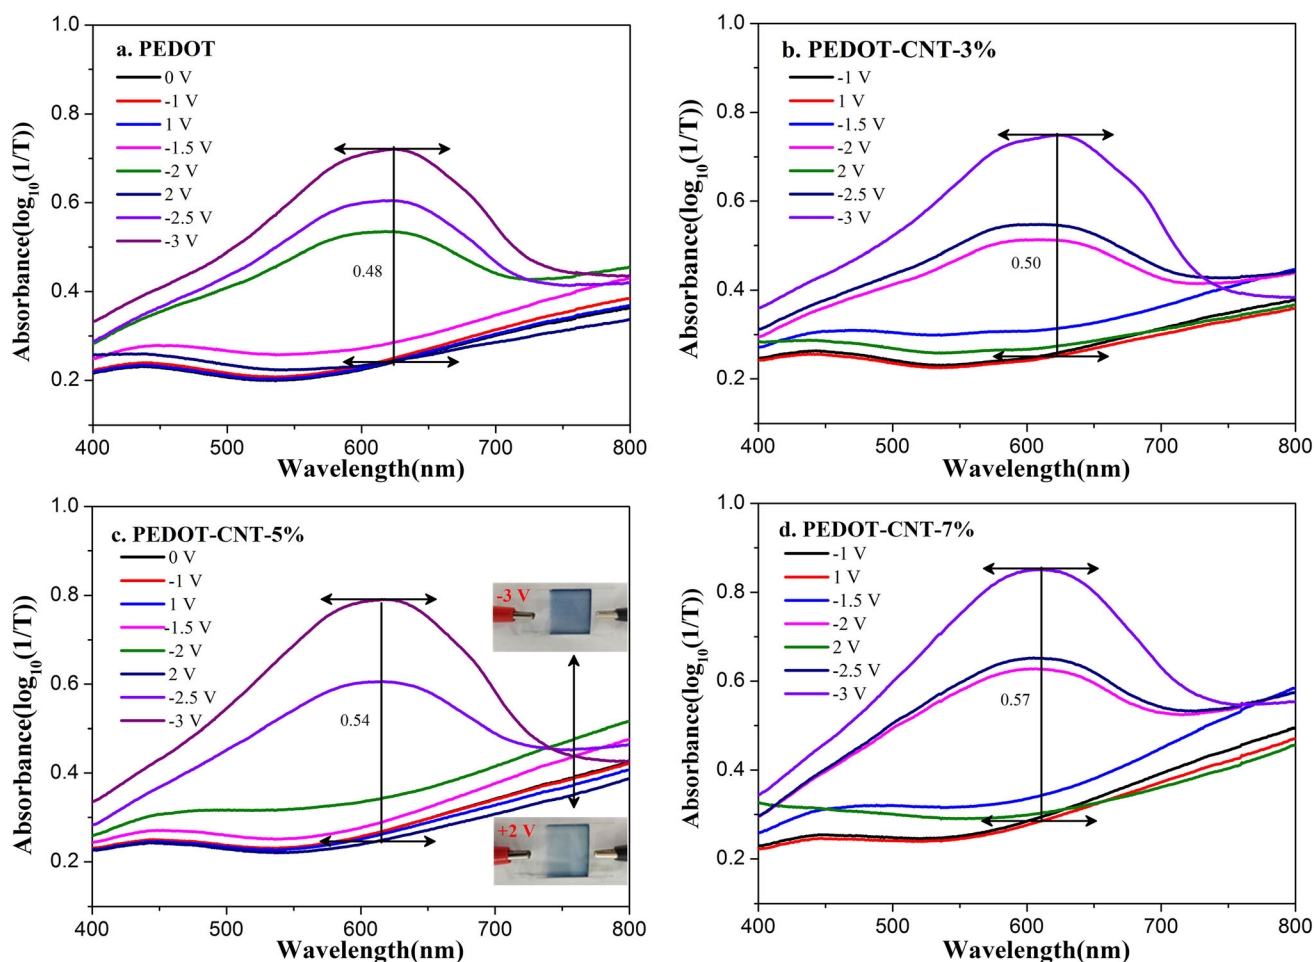 a. PEDOT
0 V
-1 V
1 V
-1.5 V
-2 V
2 V
-2.5 V
-3 V
0.48
1.0
0.8
0.6
0.4
0.2
400 500 600 700 800
Wavelength(nm)
Absorbance(log10(1/T))
b. PEDOT-CNT-3%
-1 V
1 V
-1.5 V
-2 V
2 V
-2.5 V
-3 V
0.50
1.0
0.8
0.6
0.4
0.2
400 500 600 700 800
Wavelength(nm)
Absorbance(log10(1/T))
c. PEDOT-CNT-5%
0 V
-1 V
1 V
-1.5 V
-2 V
2 V
-2.5 V
-3 V
0.54
-3 V
+2 V
1.0
0.8
0.6
0.4
0.2
400 500 600 700 800
Wavelength(nm)
Absorbance(log10(1/T))
d. PEDOT-CNT-7%
-1 V
1 V
-1.5 V
-2 V
2 V
-2.5 V
-3 V
0.57
1.0
0.8
0.6
0.4
0.2
400 500 600 700 800
Wavelength(nm)
Absorbance(log10(1/T))